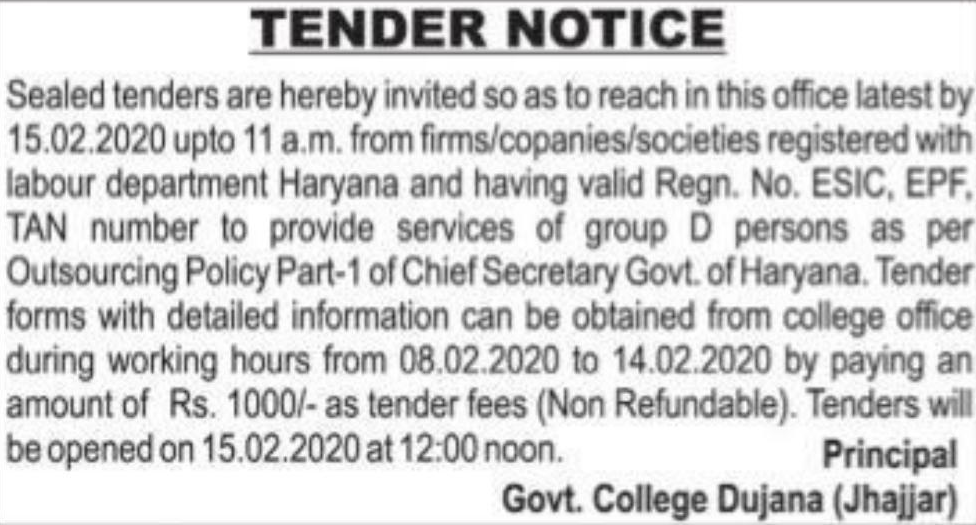 TENDER NOTICE
Sealed tenders are hereby invited so as to reach in this office latest by
15.02.2020 upto 11 a.m. from firms/copanies/societies registered with
labour department Haryana and having valid Regn. No. ESIC, EPF,
TAN number to provide services of group D persons as per
Outsourcing Policy Part-1 of Chief Secretary Govt. of Haryana. Tender
forms with detailed information can be obtained from college office
during working hours from 08.02.2020 to 14.02.2020 by paying an
amount of Rs. 1000/- as tender fees (Non Refundable). Tenders will
be opened on 15.02.2020 at 12:00 noon.
Principal
Govt. College Dujana (Jhajjar)